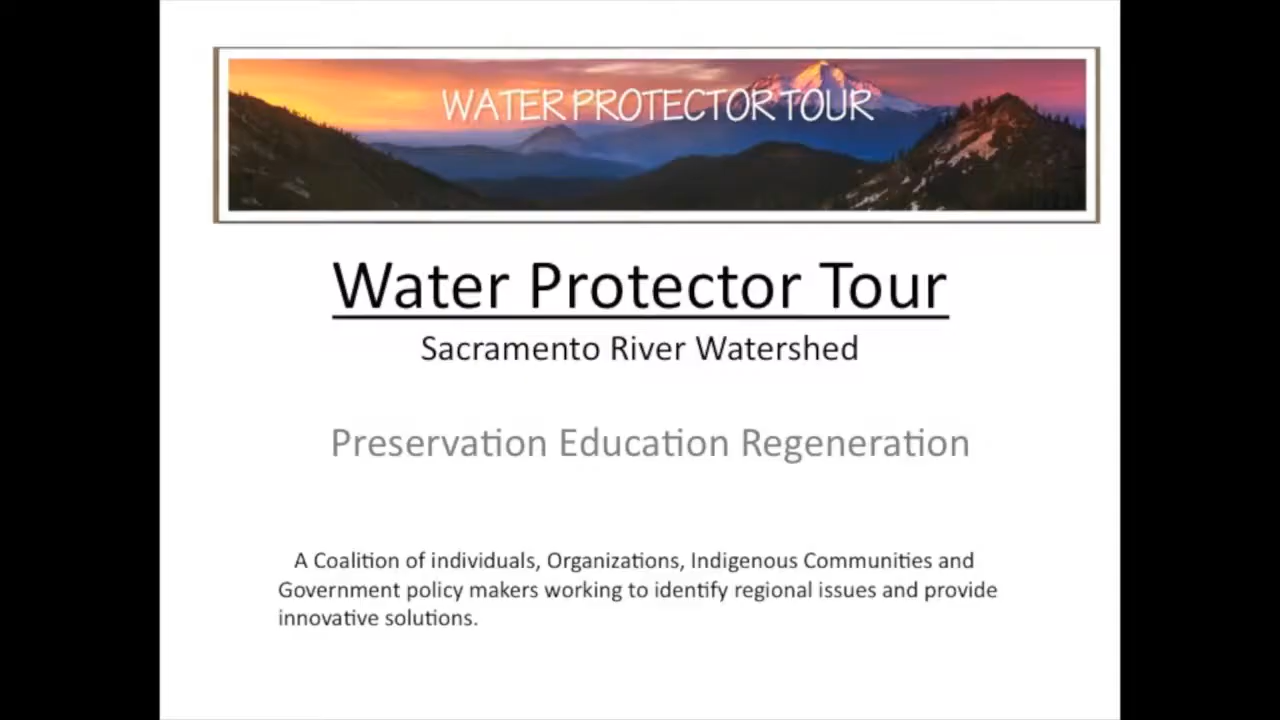 WATER PROTECTOR TOUR
Water Protector Tour
Sacramento River Watershed
Preservation Education Regeneration
A Coalition of individuals, Organizations, Indigenous Communities and
Government policy makers working to identify regional issues and provide
innovative solutions.